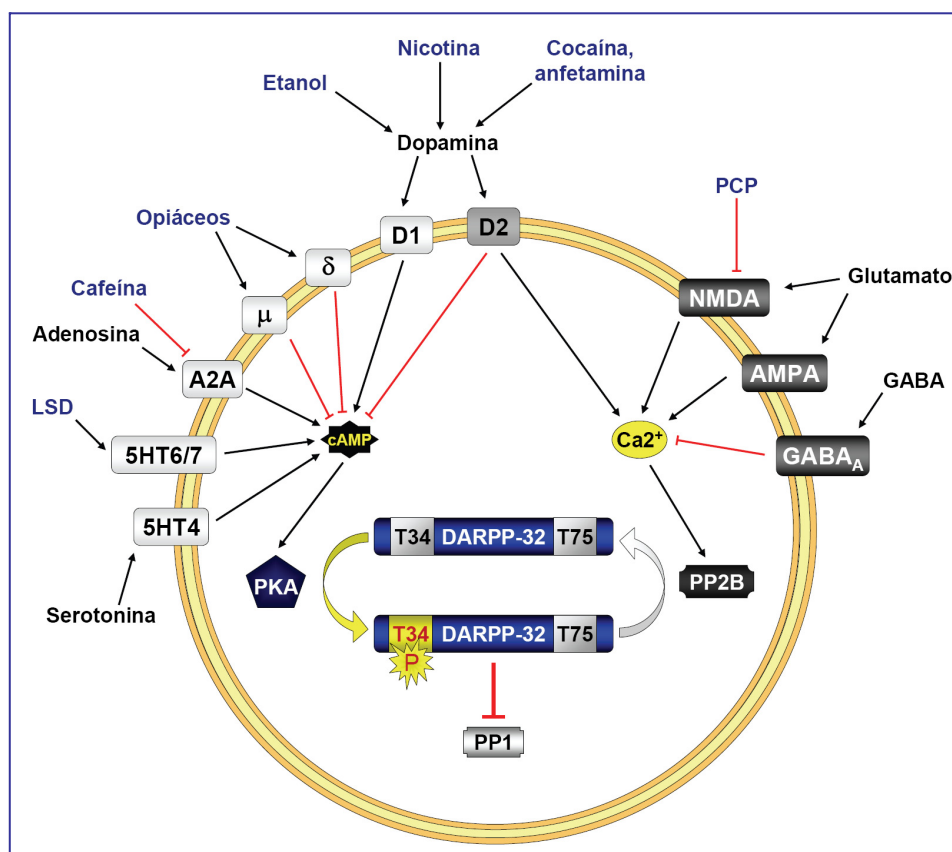 Nicotina
Cocaína,
anfetamina
Etanol
Dopamina
PCP
Opiáceos
D1
D2
δ
Glutamato
Cafeína
NMDA
μ
Adenosina
A2A
AMPA
GABA
LSD
cAMP
Ca2⁺
5HT6/7
GABA_A
5HT4
T34 DARPP-32 T75
PKA
PP2B
Serotonina
T34 DARPP-32 T75
P
PP1